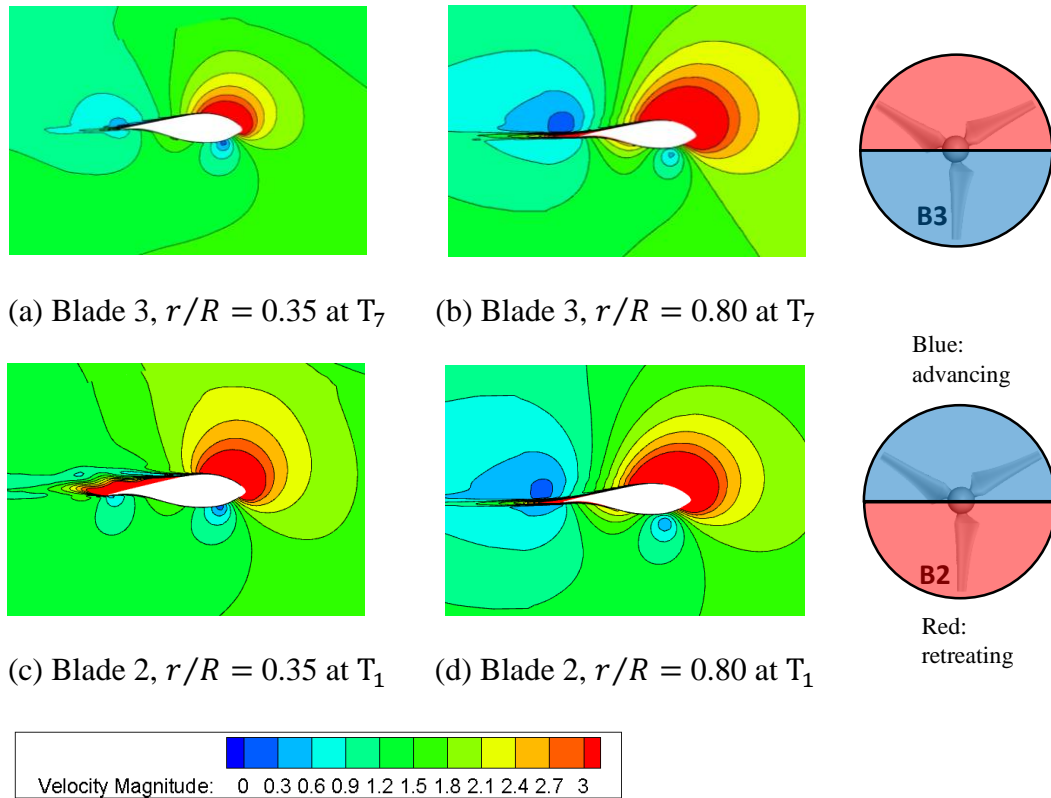 B3
(a) Blade 3, r/R = 0.35 at T₇
(b) Blade 3, r/R = 0.80 at T₇
Blue:
advancing
B2
(c) Blade 2, r/R = 0.35 at T₁
(d) Blade 2, r/R = 0.80 at T₁
Red:
retreating
Velocity Magnitude: 0 0.3 0.6 0.9 1.2 1.5 1.8 2.1 2.4 2.7 3